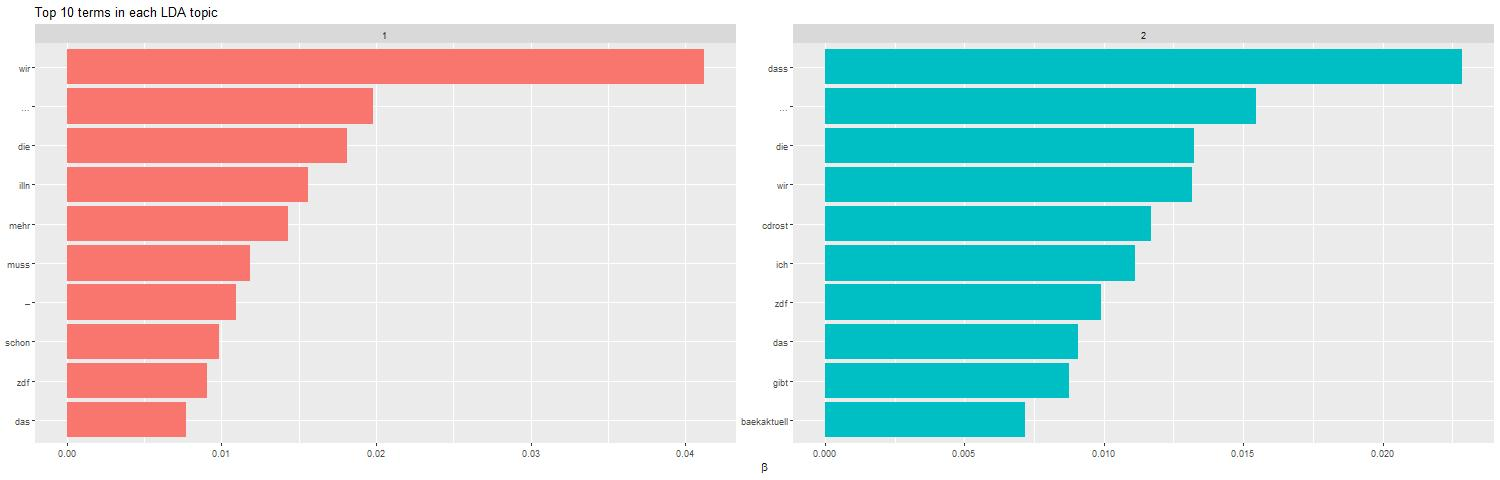 Top 10 terms in each LDA topic
1
wir
...
die
illn
mehr
muss
–
schon
zdf
das
0.00 0.01 0.02 0.03 0.04
2
dass
...
die
wir
cdrost
ich
zdf
das
gibt
baekaktuell
0.000 0.005 0.010 0.015 0.020
β